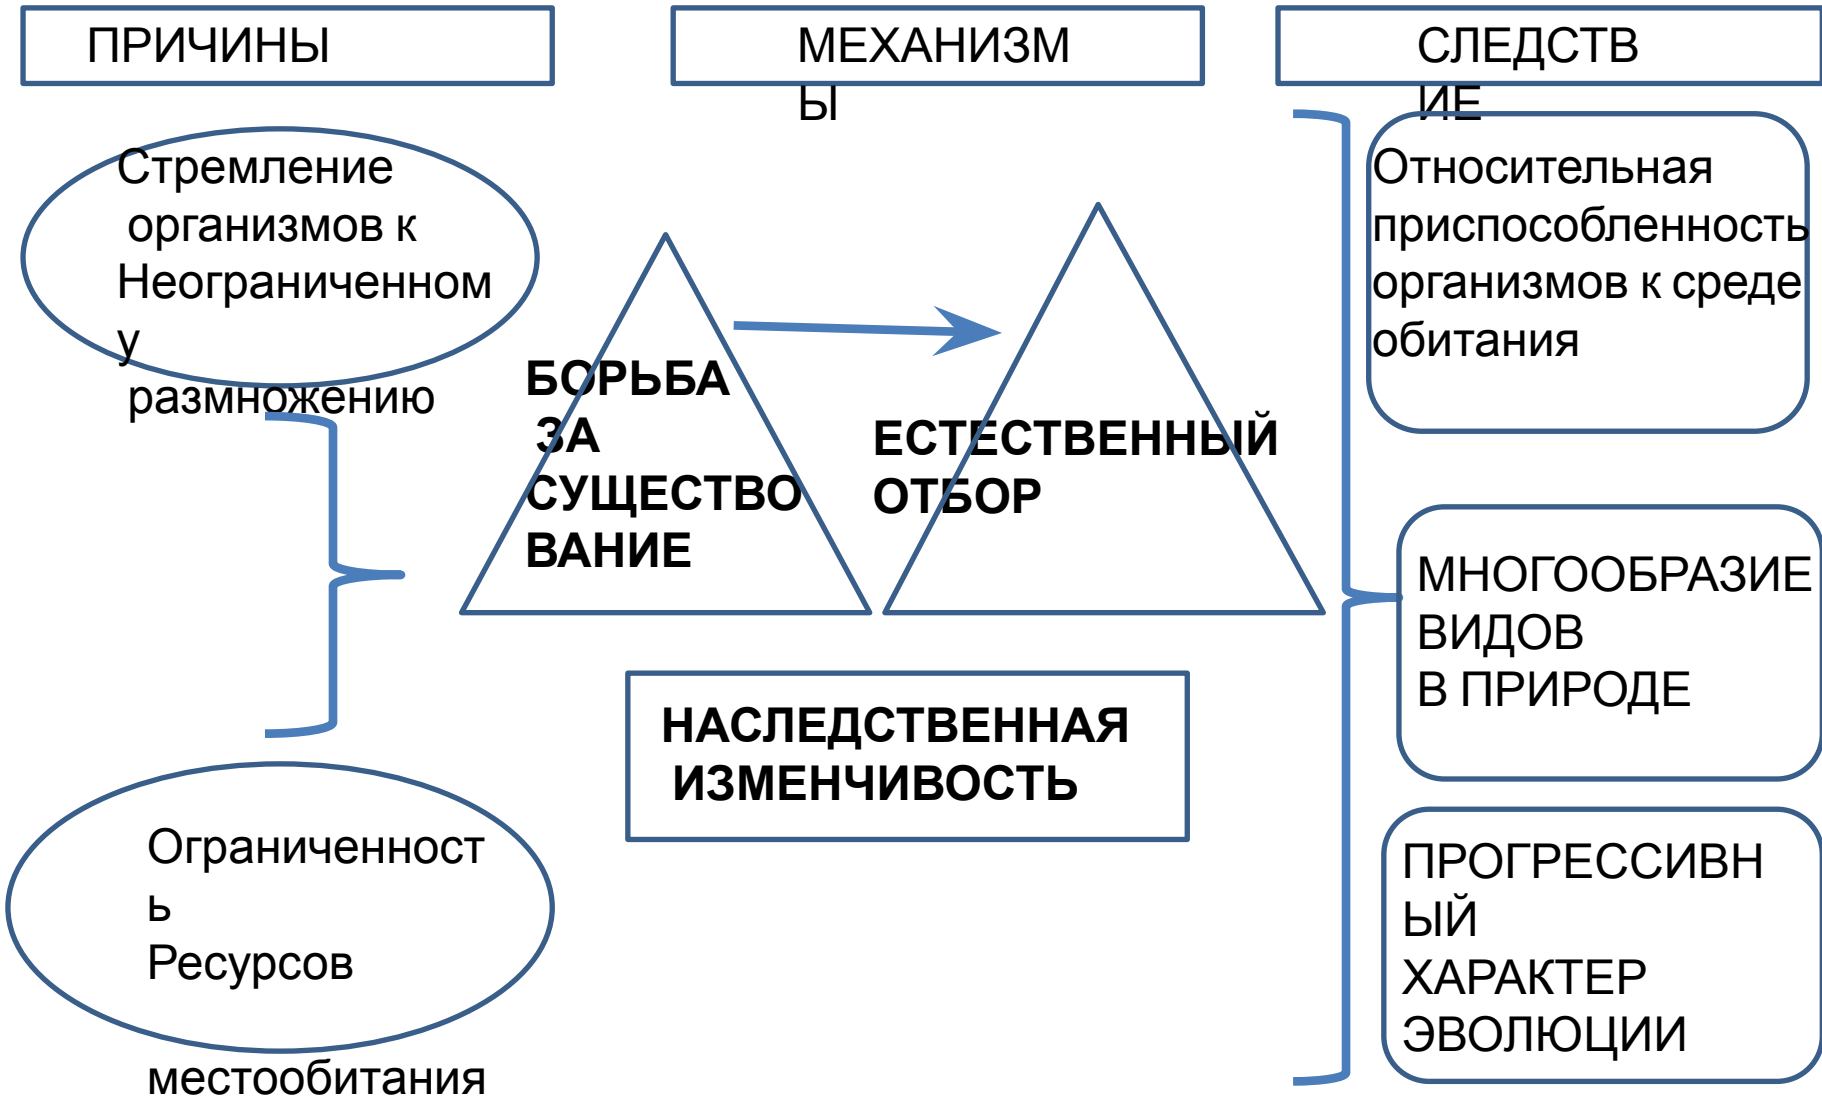 ПРИЧИНЫ
МЕХАНИЗМ
Ы
СЛЕДСТВ
ИЕ
Стремление
организмов к
Неограниченном
у
размножению
Ограниченност
ь
Ресурсов
местообитания
БОРЬБА
ЗА
СУЩЕСТВО
ВАНИЕ
ЕСТЕСТВЕННЫЙ
ОТБОР
НАСЛЕДСТВЕННАЯ
ИЗМЕНЧИВОСТЬ
Относительная
приспособленность
организмов к среде
обитания
МНОГООБРАЗИЕ
ВИДОВ
В ПРИРОДЕ
ПРОГРЕССИВН
ЫЙ
ХАРАКТЕР
ЭВОЛЮЦИИ